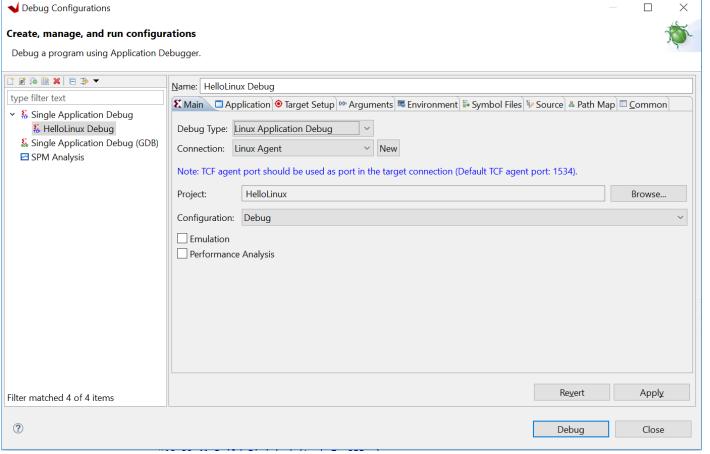 Debug Configurations
Create, manage, and run configurations
Debug a program using Application Debugger.
type filter text
Single Application Debug
HelloLinux Debug
Single Application Debug (GDB)
SPM Analysis
Filter matched 4 of 4 items
Name: HelloLinux Debug
Main Application Target Setup Arguments Environment Symbol Files Source Path Map Common
Debug Type: Linux Application Debug
Connection: Linux Agent New
Note: TCF agent port should be used as port in the target connection (Default TCF agent port: 1534).
Project: HelloLinux Browse...
Configuration: Debug
Emulation
Performance Analysis
Revert Apply
Debug Close